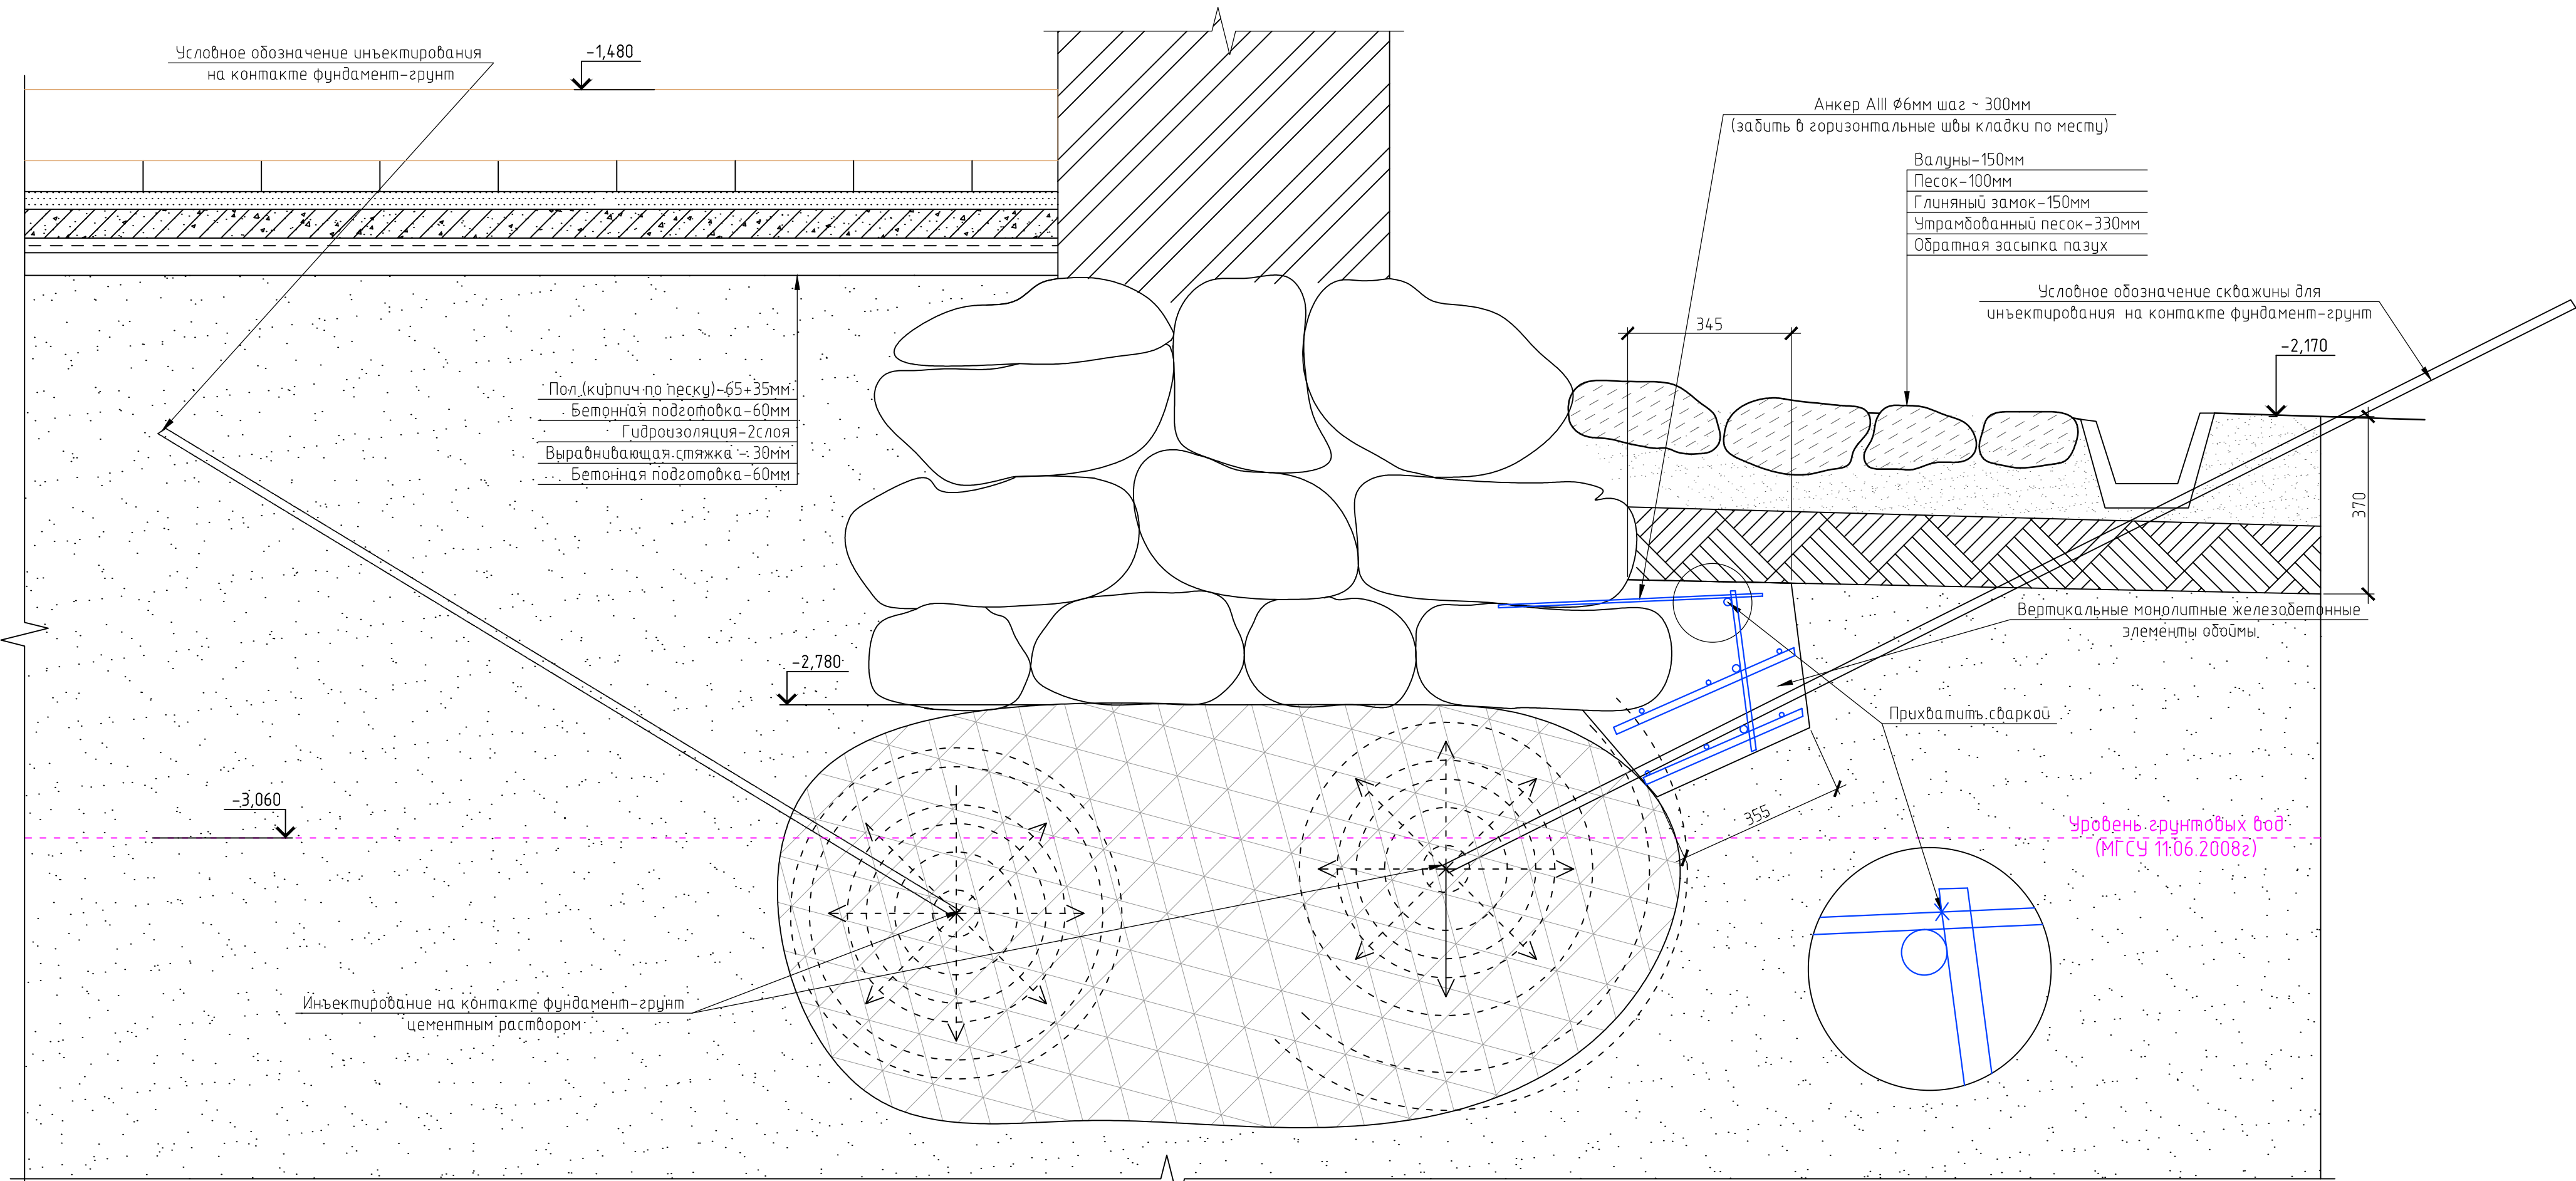 Условное обозначение инъектирования
на контакте фундамент-грунт
-1,480
Анкер АIII Ø6мм шаг ~ 300мм
(забить в горизонтальные швы кладки по месту)
Валуны-150мм
Песок-100мм
Глиняный замок-150мм
Утрамбованный песок-330мм
Обратная засыпка пазух
Условное обозначение скважины для
инъектирования на контакте фундамент-грунт
345
-2,170
Пол (кирпич по песку)-65+35мм
Бетонная подготовка-60мм
Гидроизоляция-2слоя
Выравнивающая стяжка - 30мм
Бетонная подготовка-60мм
370
Вертикальные монолитные железобетонные
элементы обоймы
-2,780
Прихватить сваркой
-3,060
355
Уровень грунтовых вод
(МГСУ 11.06.2008г)
Инъектирование на контакте фундамент-грунт
цементным раствором